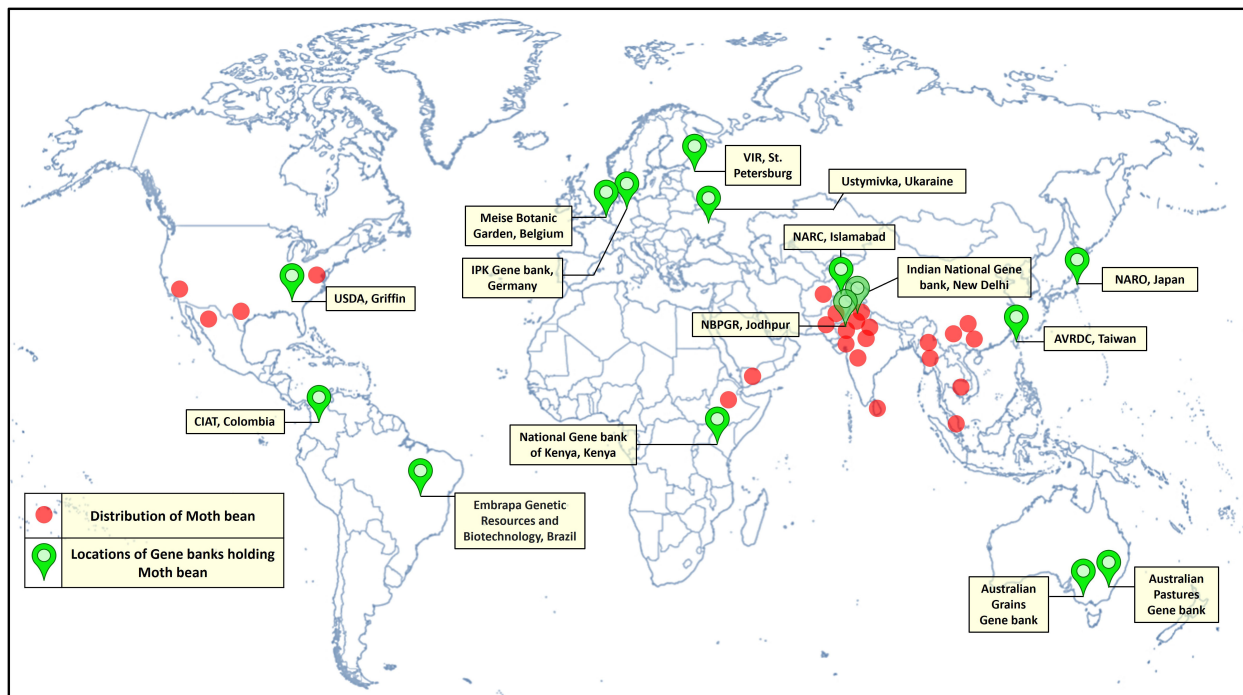 VIR, St.
Petersburg
Ustymivka, Ukaraine
Meise Botanic
Garden, Belgium
NARC, Islamabad
IPK Gene bank,
Germany
Indian National Gene
bank, New Delhi
NARO, Japan
USDA, Griffin
NBPGR, Jodhpur
AVRDC, Taiwan
CIAT, Colombia
National Gene bank
of Kenya, Kenya
Embrapa Genetic
Resources and
Biotechnology, Brazil
Distribution of Moth bean
Locations of Gene banks holding
Moth bean
Australian
Grains
Gene bank
Australian
Pastures
Gene bank